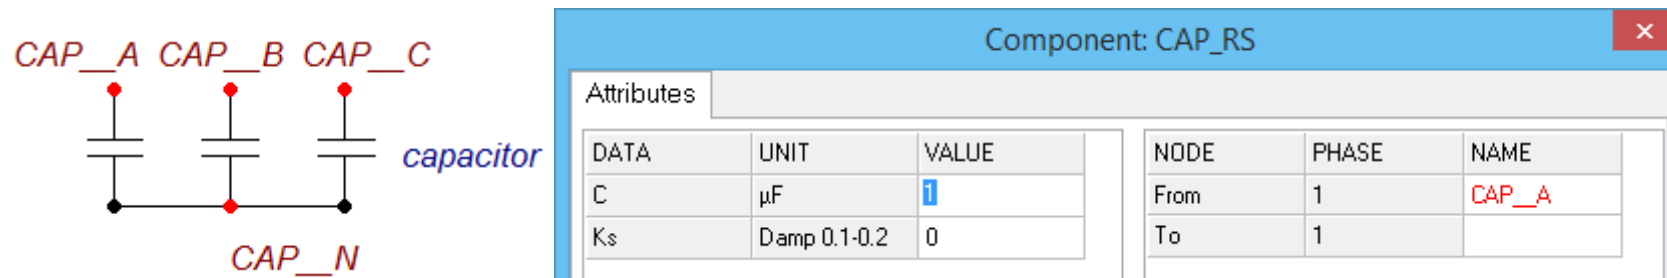 CAP__A CAP__B CAP__C
capacitor
CAP__N
Component: CAP_RS
Attributes
DATA UNIT VALUE
C µF 1
Ks Damp 0.1-0.2 0
NODE PHASE NAME
From 1 CAP__A
To 1